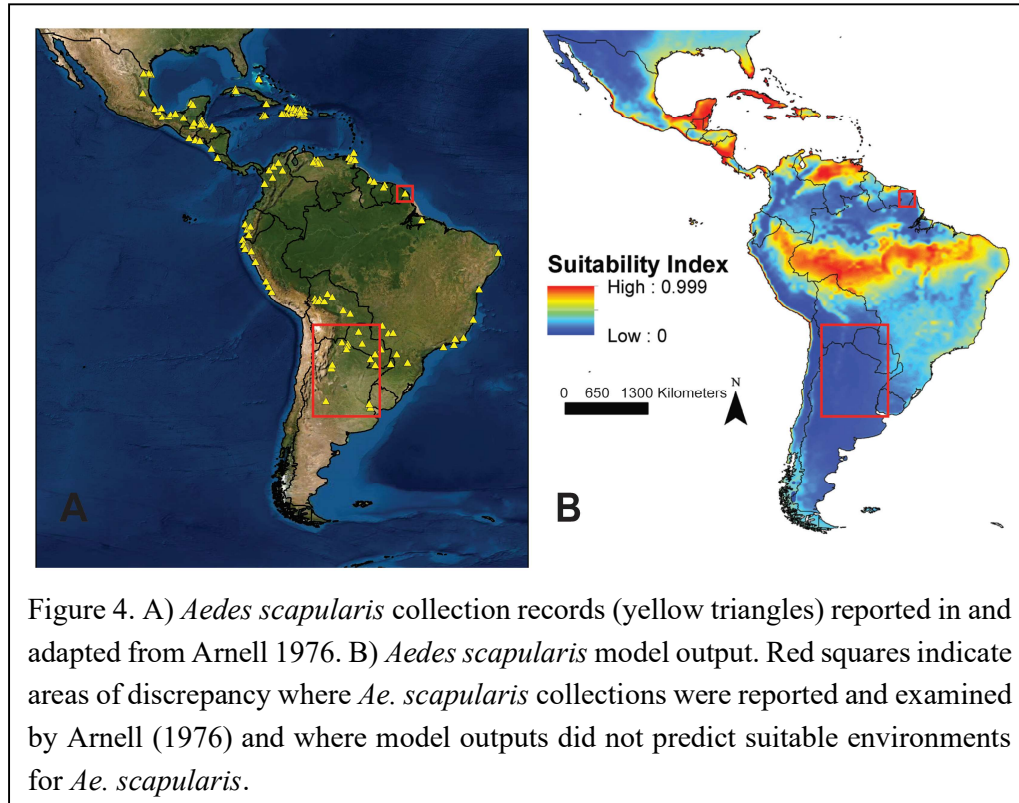 A
Suitability Index
High : 0.999
Low : 0
0 650 1300 Kilometers
N
B
Figure 4. A) Aedes scapularis collection records (yellow triangles) reported in and
adapted from Arnell 1976. B) Aedes scapularis model output. Red squares indicate
areas of discrepancy where Ae. scapularis collections were reported and examined
by Arnell (1976) and where model outputs did not predict suitable environments
for Ae. scapularis.